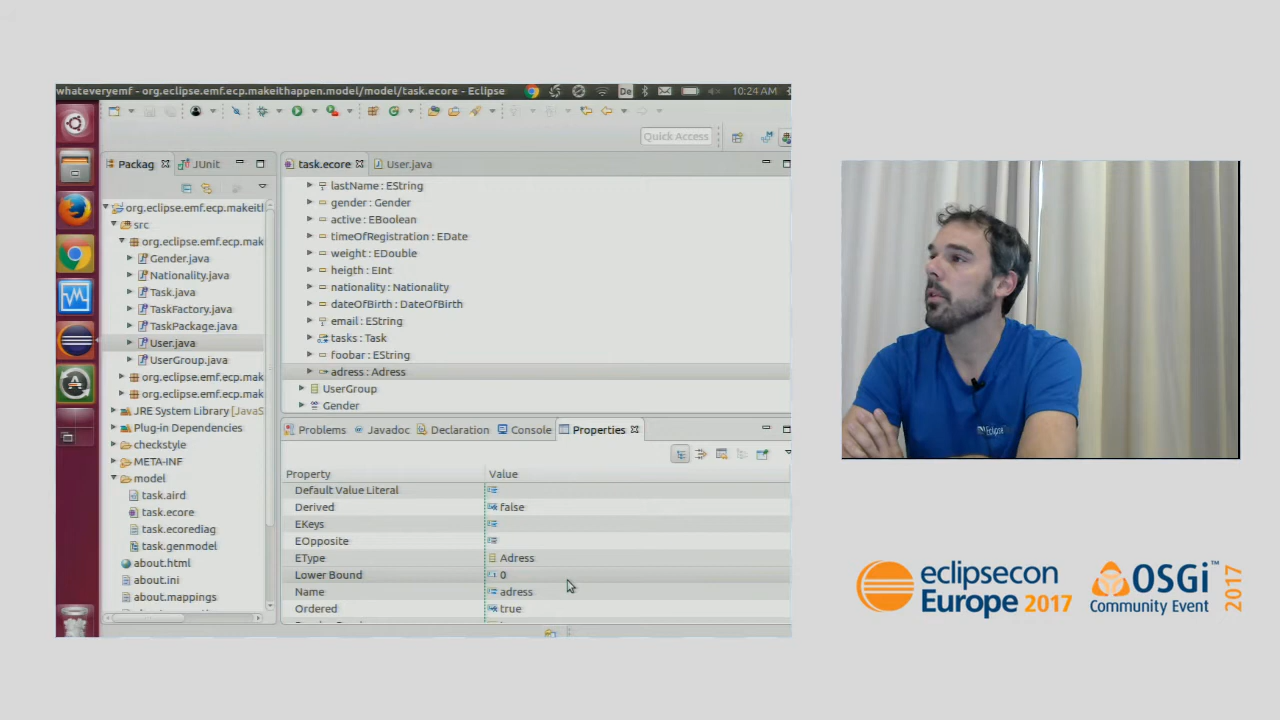 whateveryemf - org.eclipse.emf.ecp.makeithappen.model/model/task.ecore - Eclipse
De
10:24 AM
Quick Access
Packag
JUnit
org.eclipse.emf.ecp.makeith
src
org.eclipse.emf.ecp.mak
Gender.java
Nationality.java
Task.java
TaskFactory.java
TaskPackage.java
User.java
UserGroup.java
org.eclipse.emf.ecp.mak
org.eclipse.emf.ecp.mak
JRE System Library [JavaS
Plug-in Dependencies
checkstyle
META-INF
model
task.aird
task.ecore
task.ecorediag
task.genmodel
about.html
about.ini
about.mappings
task.ecore
User.java
lastName : EString
gender : Gender
active : EBoolean
timeOfRegistration : EDate
weight : EDouble
heigth : EInt
nationality : Nationality
dateOfBirth : DateOfBirth
email : EString
tasks : Task
foobar : EString
adress : Adress
UserGroup
Gender
Problems
Javadoc
Declaration
Console
Properties
Property Value
Default Value Literal
Derived false
EKeys
EOpposite
EType Adress
Lower Bound 0
Name adress
Ordered true
eclipsecon
Europe 2017
OSGi™
Community Event
2017